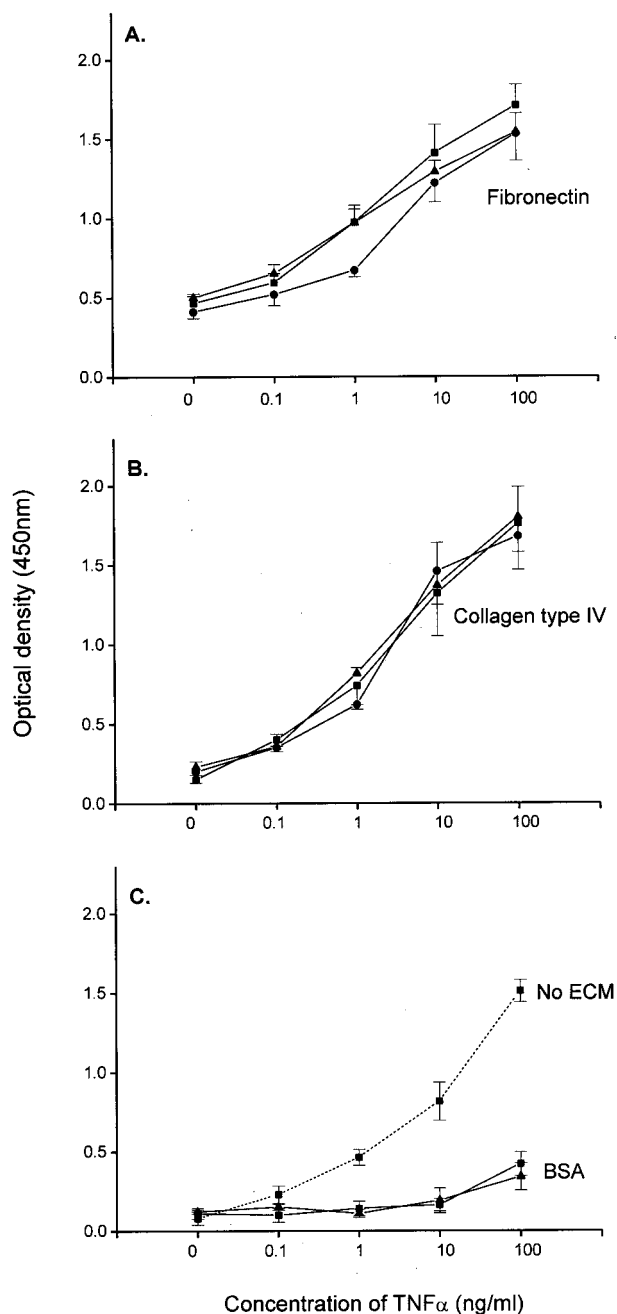 A.
2.0
1.5
1.0
0.5
0.0
Fibronectin
0 0.1 1 10 100
B.
2.0
1.5
1.0
0.5
0.0
Collagen type IV
0 0.1 1 10 100
Optical density (450nm)
C.
2.0
1.5
1.0
0.5
0.0
No ECM
BSA
0 0.1 1 10 100
Concentration of TNFα (ng/ml)